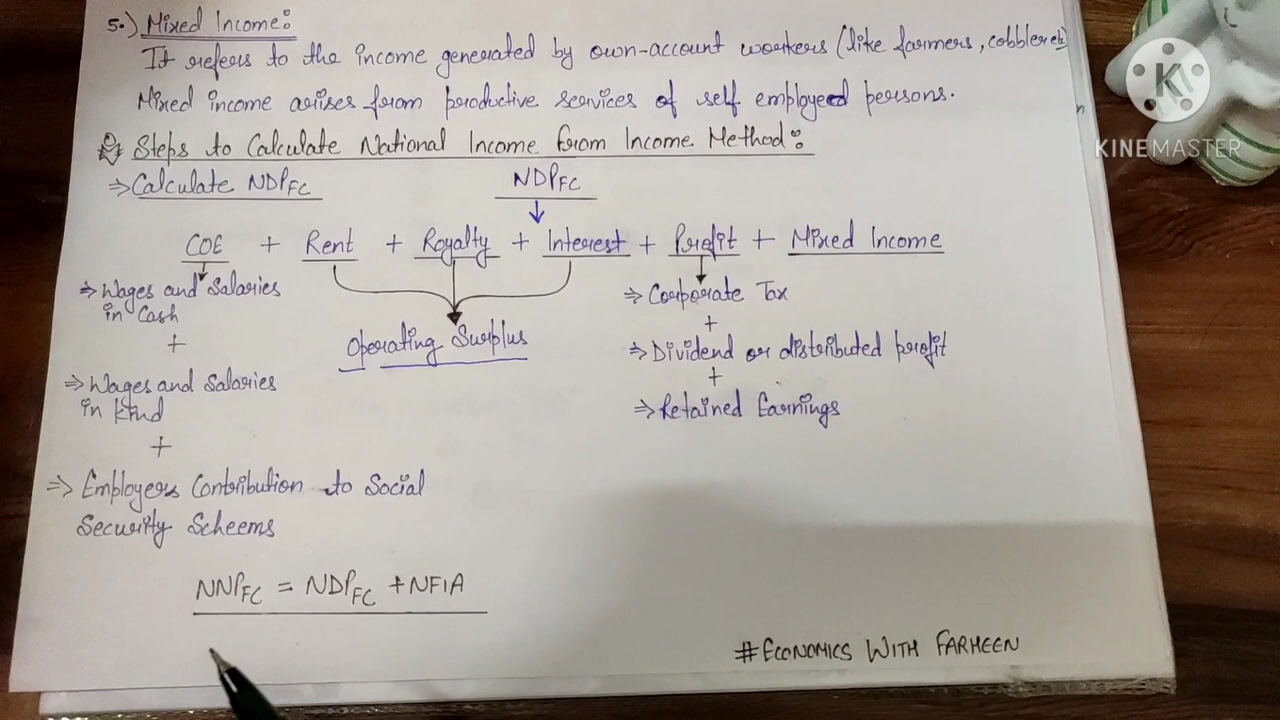 5.) Mixed Income:
It refers to the income generated by own-account workers (like farmers, cobbler etc)
Mixed income arises from productive services of self employeed persons.
Steps to Calculate National Income from Income Method:
⇒ Calculate NDPFC
NDPFC
COE + Rent + Royalty + Interest + Profit + Mixed Income
⇒ Wages and Salaries
in Cash
+
⇒ Wages and Salaries
in kind
+
⇒ Employers Contribution to Social
Security Scheems
Operating Surplus
⇒ Corporate Tax
+
⇒ Dividend or distributed profit
+
⇒ Retained Earnings
NNPFC = NDPFC + NFIA
#ECONOMICS WITH FARHEEN
K
KINEMASTER